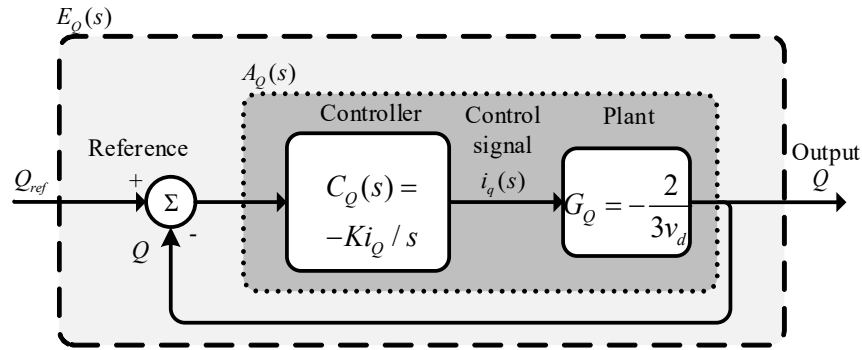 E_Q(s)
A_Q(s)
Controller
Control signal
i_q(s)
Plant
Reference
Output
Q
Q_ref
+
Σ
-
Q
C_Q(s) =
-Ki_Q / s
G_Q = - 2 / 3v_d